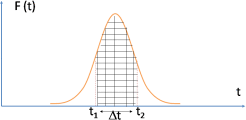 F (t)
t₁ Δt t₂ t